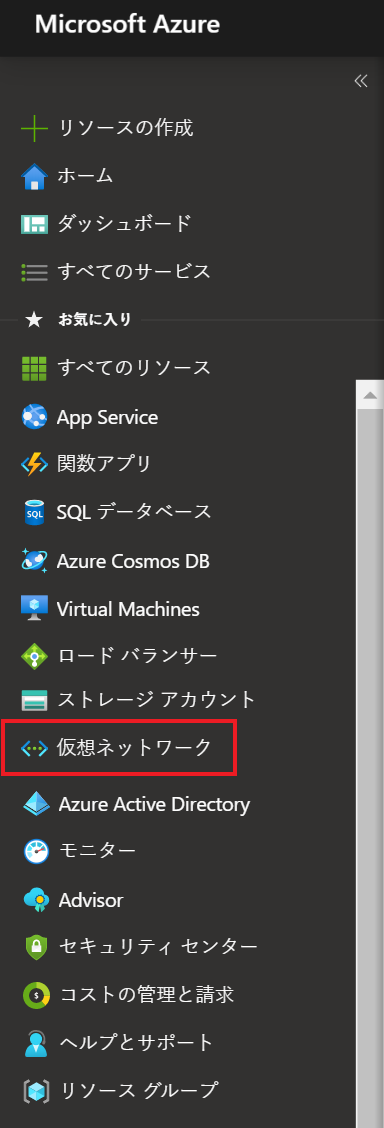 Microsoft Azure
リソースの作成
ホーム
ダッシュボード
すべてのサービス
お気に入り
すべてのリソース
App Service
関数アプリ
SQL データベース
Azure Cosmos DB
Virtual Machines
ロード バランサー
ストレージ アカウント
仮想ネットワーク
Azure Active Directory
モニター
Advisor
セキュリティ センター
コストの管理と請求
ヘルプとサポート
リソース グループ